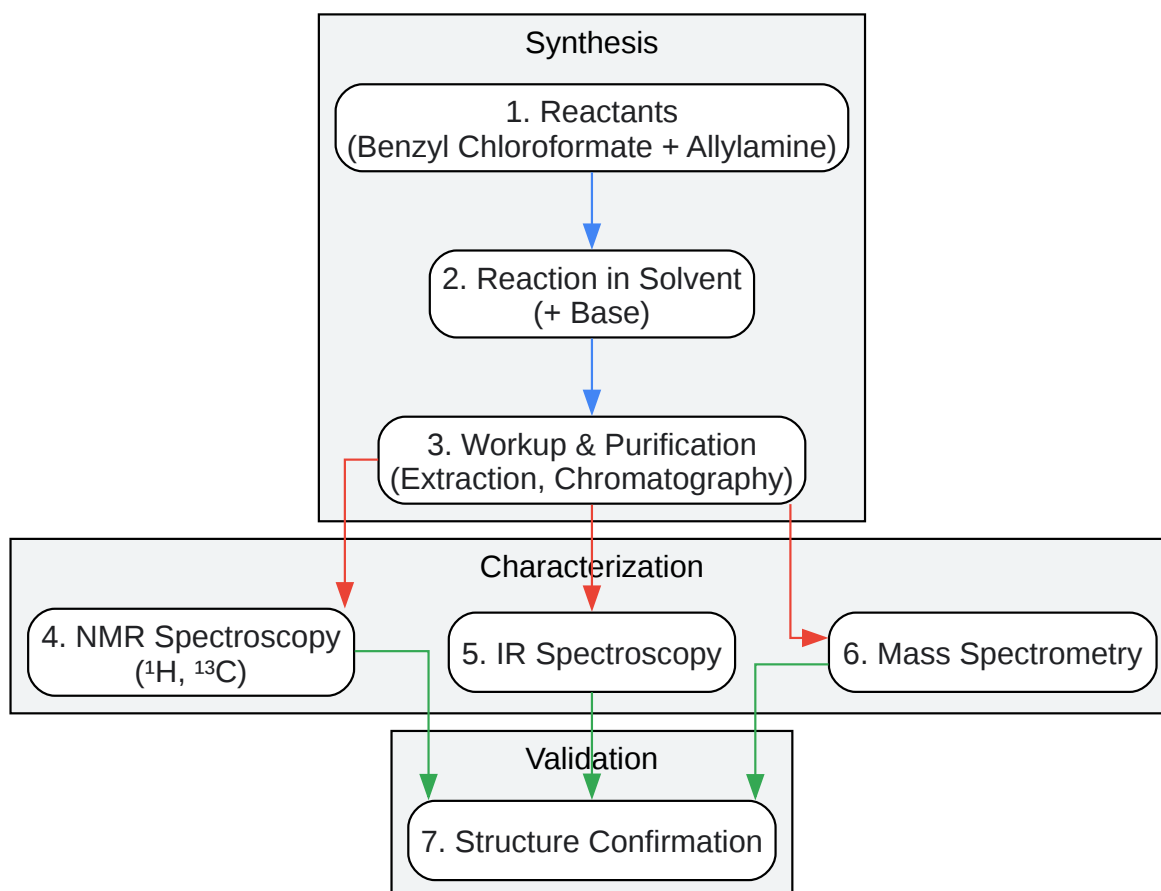 Synthesis
1. Reactants
(Benzyl Chloroformate + Allylamine)
2. Reaction in Solvent
(+ Base)
3. Workup & Purification
(Extraction, Chromatography)
Characterization
4. NMR Spectroscopy
(¹H, ¹³C)
5. IR Spectroscopy
6. Mass Spectrometry
Validation
7. Structure Confirmation